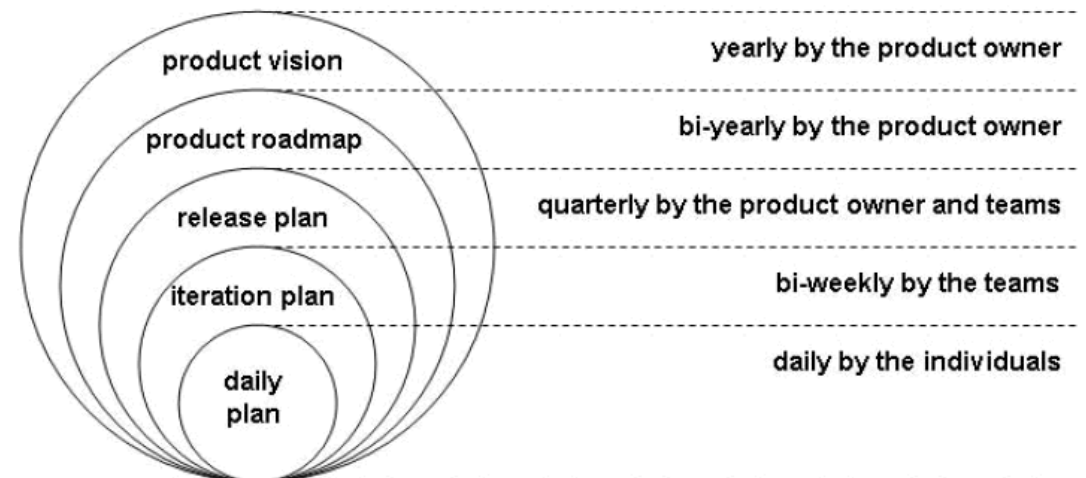 product vision
yearly by the product owner
product roadmap
bi-yearly by the product owner
release plan
quarterly by the product owner and teams
iteration plan
bi-weekly by the teams
daily
plan
daily by the individuals